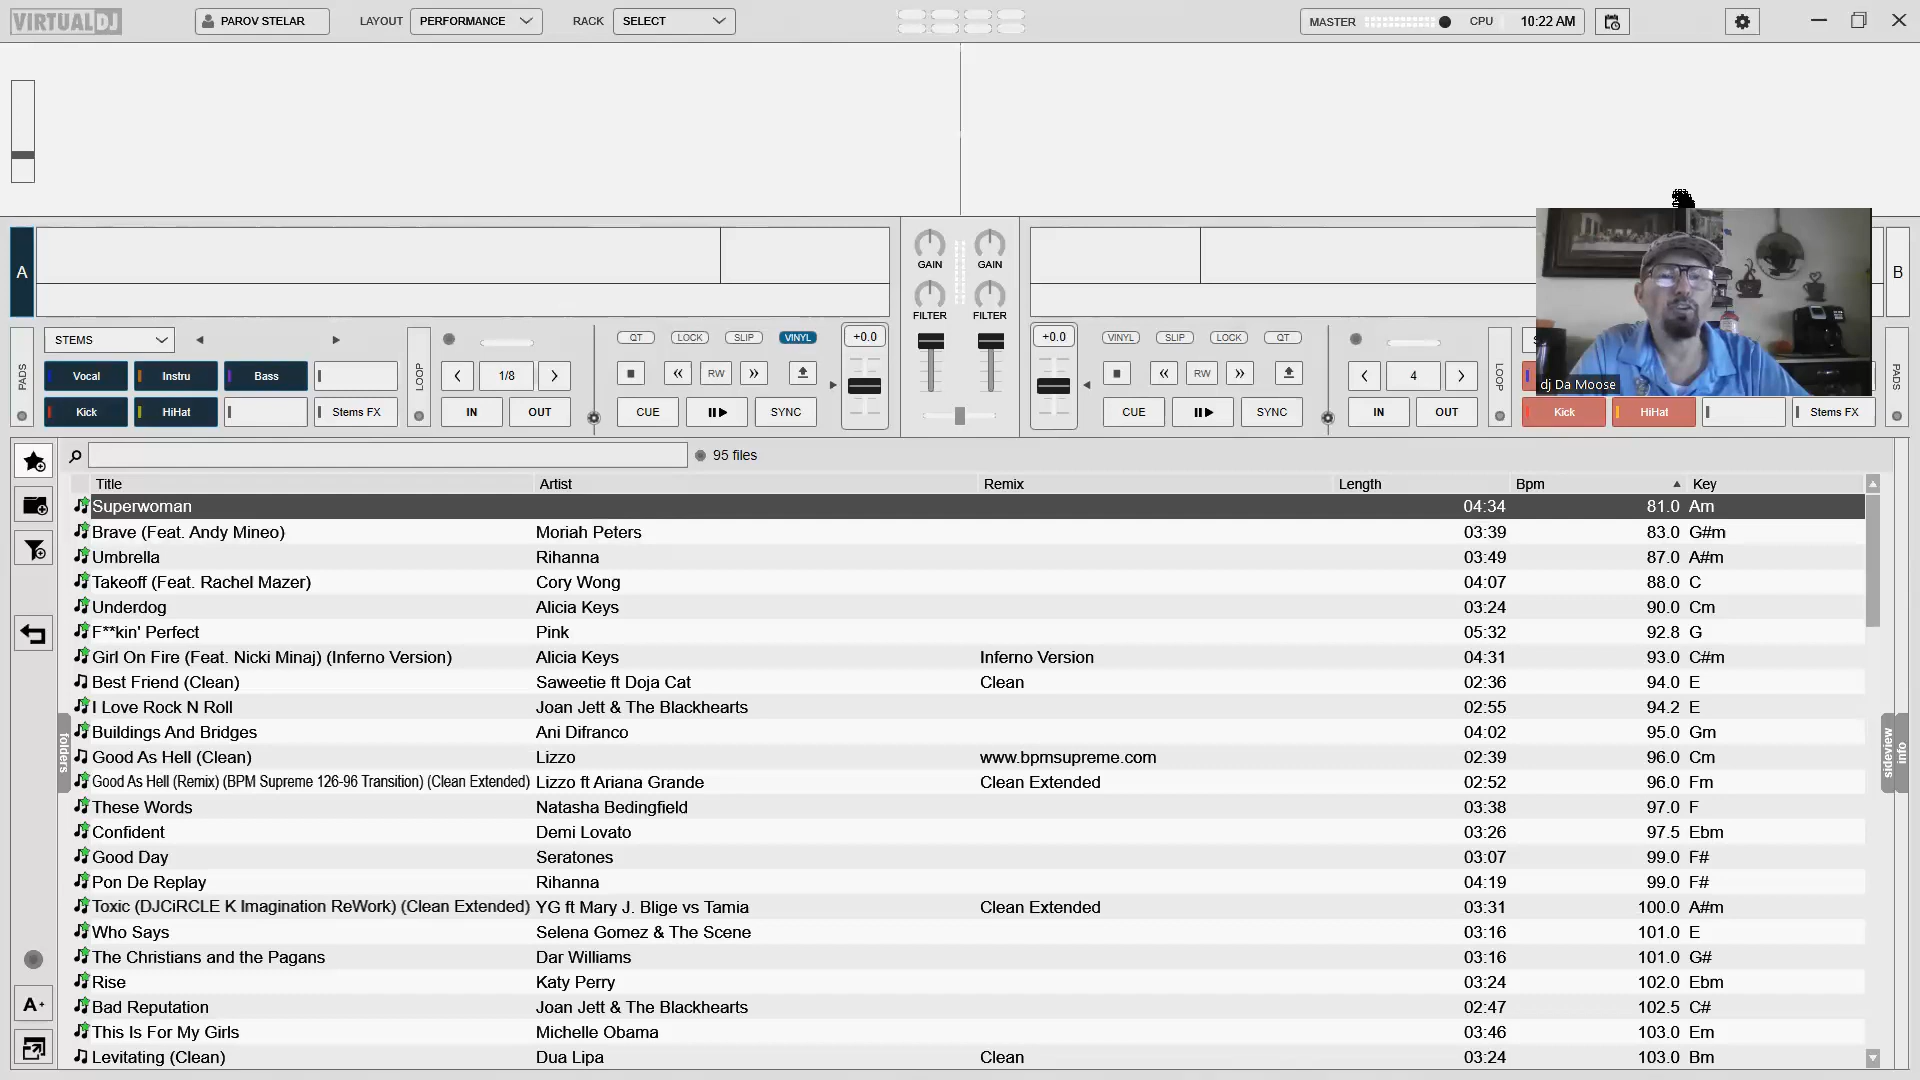 VIRTUALDJ PAROV STELAR LAYOUT PERFORMANCE RACK SELECT MASTER CPU 10:22 AM
A GAIN GAIN B
FILTER FILTER
STEMS QT LOCK SLIP VINYL +0.0 +0.0 VINYL SLIP LOCK QT
PADS Vocal Instru Bass LOOP 1/8 RW RW 4 LOOP dj Da Moose PADS
Kick HiHat Stems FX IN OUT CUE SYNC CUE SYNC IN OUT Kick HiHat Stems FX
95 files
Title Artist Remix Length Bpm Key
Superwoman 04:34 81.0 Am
Brave (Feat. Andy Mineo) Moriah Peters 03:39 83.0 G#m
Umbrella Rihanna 03:49 87.0 A#m
Takeoff (Feat. Rachel Mazer) Cory Wong 04:07 88.0 C
Underdog Alicia Keys 03:24 90.0 Cm
F**kin' Perfect Pink 05:32 92.8 G
Girl On Fire (Feat. Nicki Minaj) (Inferno Version) Alicia Keys Inferno Version 04:31 93.0 C#m
Best Friend (Clean) Saweetie ft Doja Cat Clean 02:36 94.0 E
I Love Rock N Roll Joan Jett & The Blackhearts 02:55 94.2 E
Buildings And Bridges Ani Difranco 04:02 95.0 Gm
Good As Hell (Clean) Lizzo www.bpmsupreme.com 02:39 96.0 Cm
Good As Hell (Remix) (BPM Supreme 126-96 Transition) (Clean Extended) Lizzo ft Ariana Grande Clean Extended 02:52 96.0 Fm
These Words Natasha Bedingfield 03:38 97.0 F
Confident Demi Lovato 03:26 97.5 Ebm
Good Day Seratones 03:07 99.0 F#
Pon De Replay Rihanna 04:19 99.0 F#
Toxic (DJCiRCLE K Imagination ReWork) (Clean Extended) YG ft Mary J. Blige vs Tamia Clean Extended 03:31 100.0 A#m
Who Says Selena Gomez & The Scene 03:16 101.0 E
The Christians and the Pagans Dar Williams 03:16 101.0 G#
Rise Katy Perry 03:24 102.0 Ebm
Bad Reputation Joan Jett & The Blackhearts 02:47 102.5 C#
This Is For My Girls Michelle Obama 03:46 103.0 Em
Levitating (Clean) Dua Lipa Clean 03:24 103.0 Bm
folders
sideview
info
A+